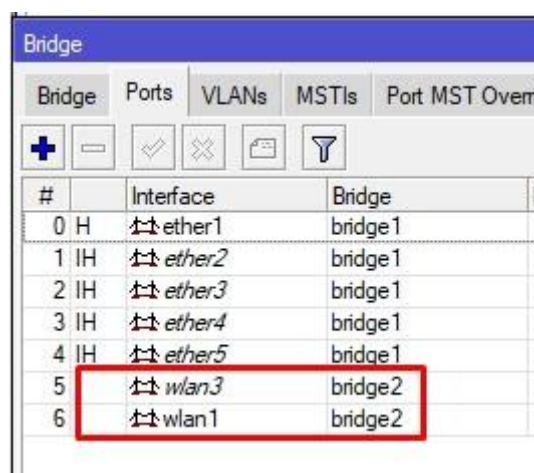 Bridge
Bridge Ports VLANs MSTIs Port MST Overr
# Interface Bridge
0 H ether1 bridge1
1 IH ether2 bridge1
2 IH ether3 bridge1
3 IH ether4 bridge1
4 IH ether5 bridge1
5 wlan3 bridge2
6 wlan1 bridge2